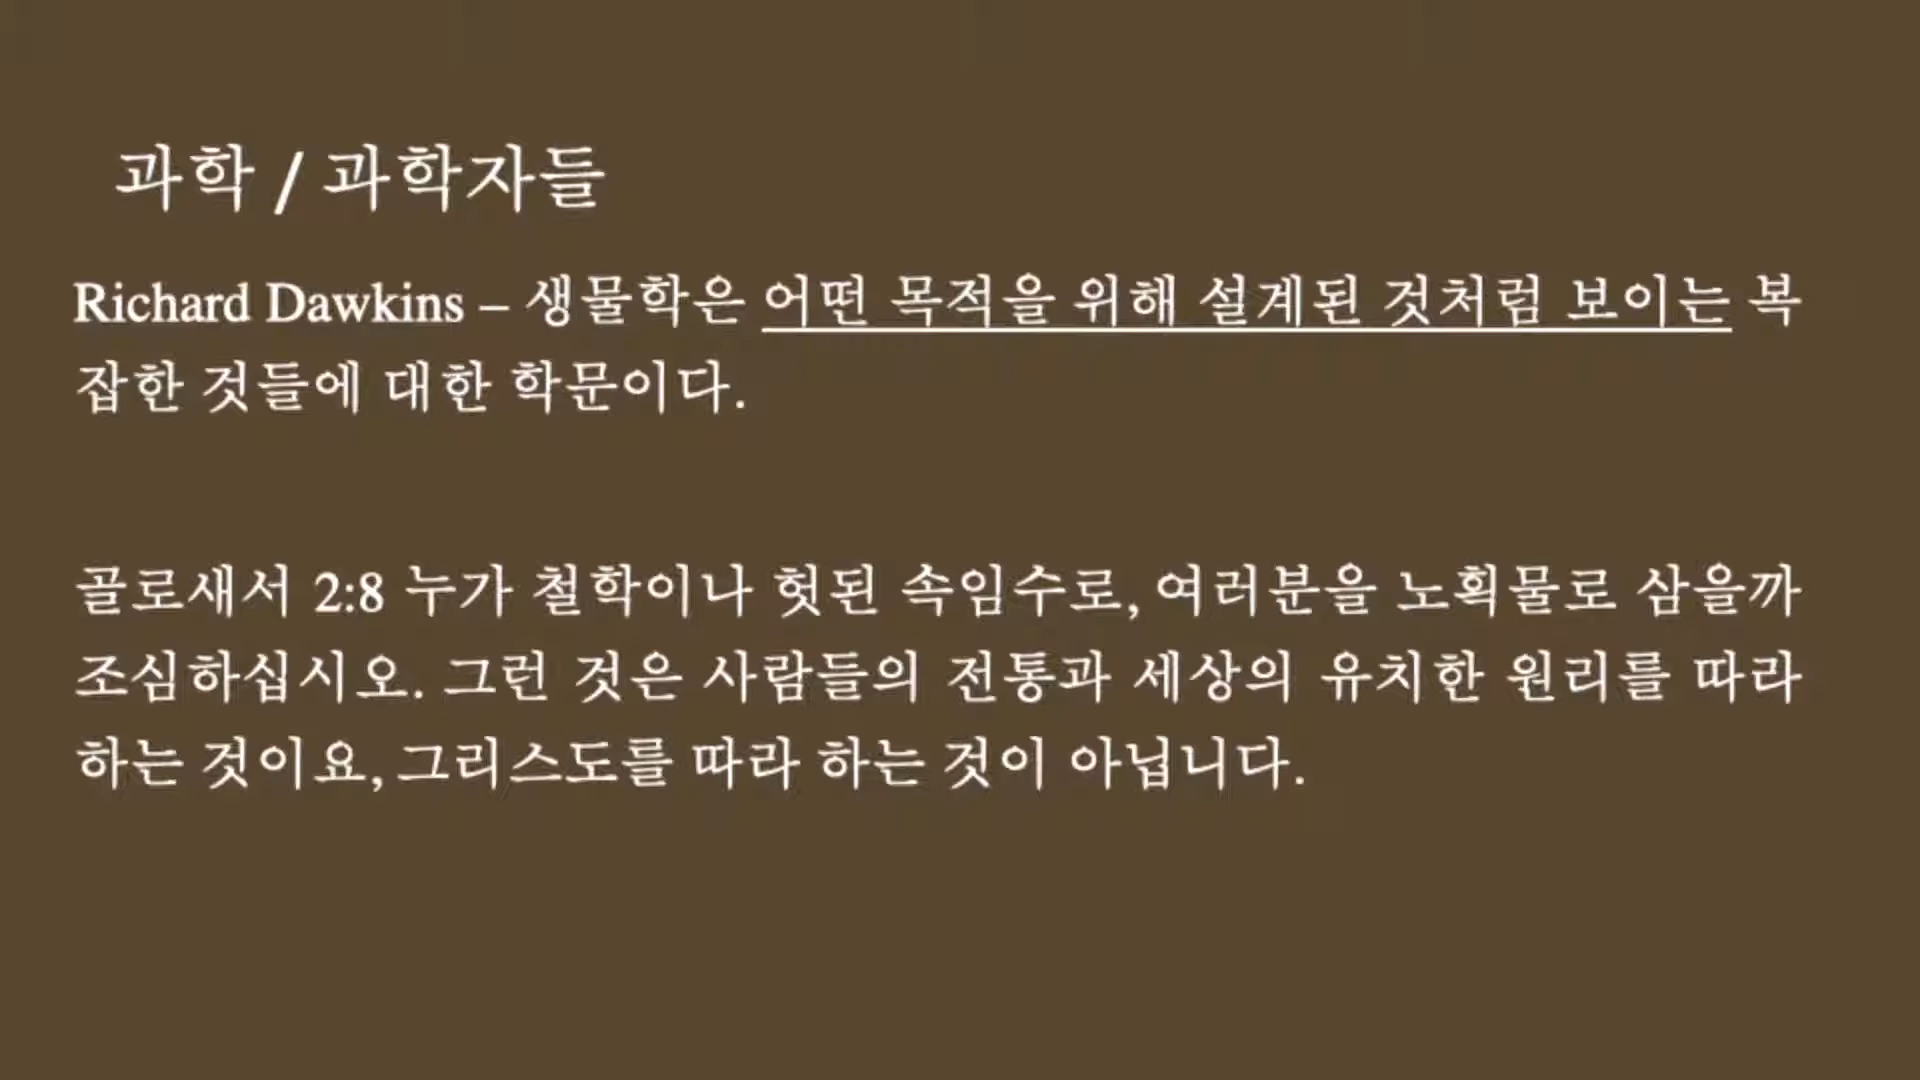 과학 / 과학자들
Richard Dawkins – 생물학은 어떤 목적을 위해 설계된 것처럼 보이는 복
잡한 것들에 대한 학문이다.
골로새서 2:8 누가 철학이나 헛된 속임수로, 여러분을 노획물로 삼을까
조심하십시오. 그런 것은 사람들의 전통과 세상의 유치한 원리를 따라
하는 것이요, 그리스도를 따라 하는 것이 아닙니다.